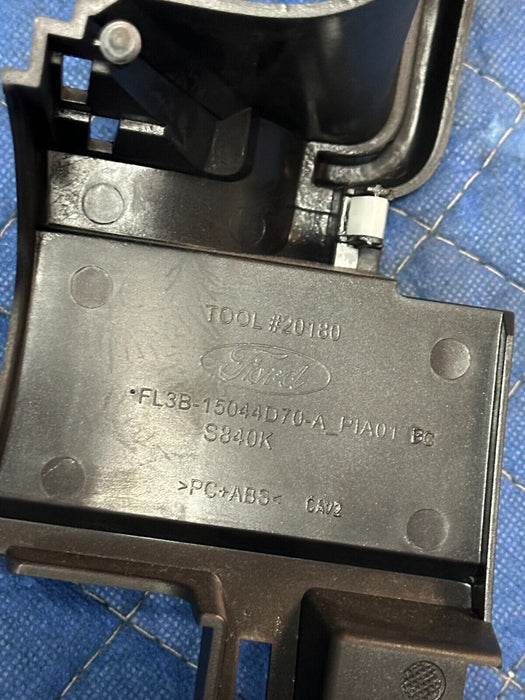 TOOL #20180
Ford
FL3B-15044D70-A_PIA01 BC
S840K
>PC+ABS< CAV2